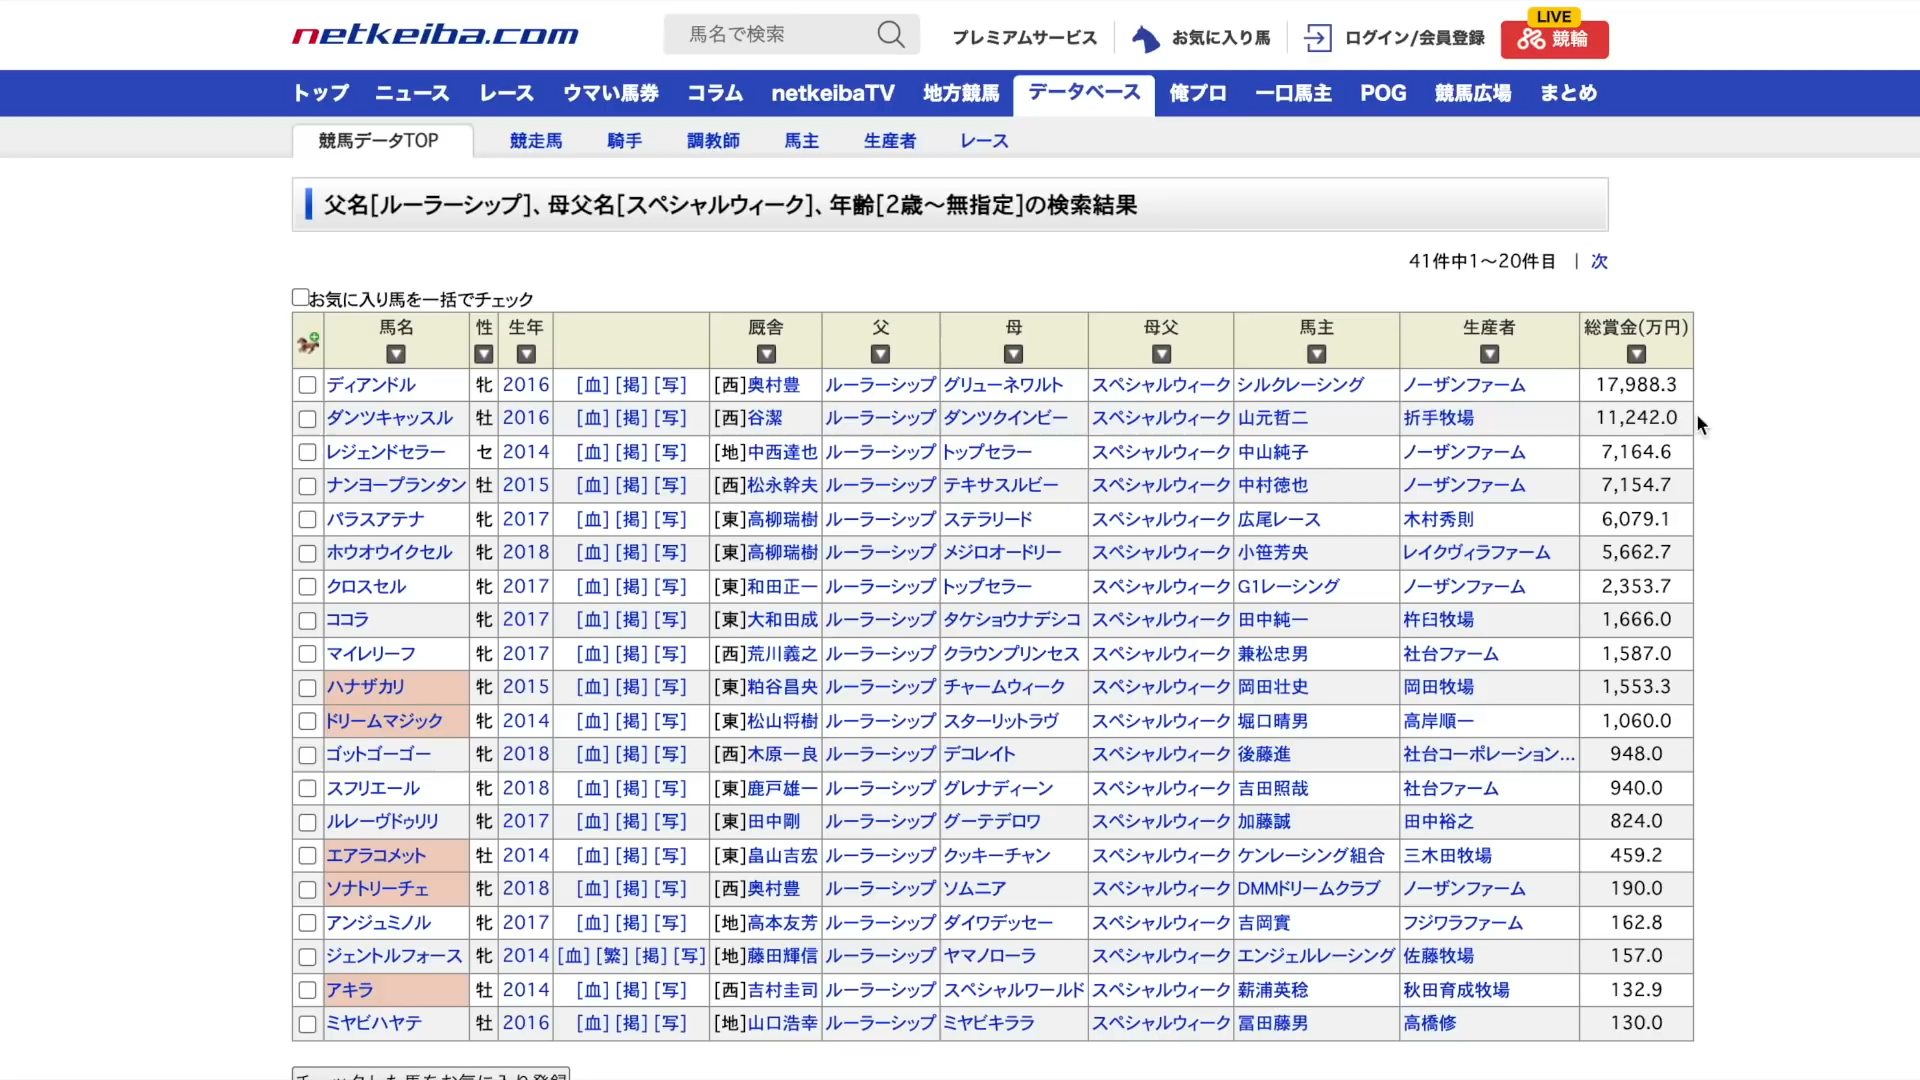 netkeiba.com
馬名で検索
プレミアムサービス
お気に入り馬
ログイン/会員登録
LIVE
競輪
トップ ニュース レース ウマい馬券 コラム netkeibaTV 地方競馬 データベース 俺プロ 一口馬主 POG 競馬広場 まとめ
競馬データTOP 競走馬 騎手 調教師 馬主 生産者 レース
父名[ルーラーシップ]、母父名[スペシャルウィーク]、年齢[2歳～無指定]の検索結果
41件中1～20件目 | 次
お気に入り馬を一括でチェック
馬名 性 生年 厩舎 父 母 母父 馬主 生産者 総賞金(万円)
ディアンドル 牝 2016 [血] [掲] [写] [西]奥村豊 ルーラーシップ グリューネワルト スペシャルウィーク シルクレーシング ノーザンファーム 17,988.3
ダンツキャッスル 牡 2016 [血] [掲] [写] [西]谷潔 ルーラーシップ ダンツクインビー スペシャルウィーク 山元哲二 折手牧場 11,242.0
レジェンドセラー セ 2014 [血] [掲] [写] [地]中西達也 ルーラーシップ トップセラー スペシャルウィーク 中山純子 ノーザンファーム 7,164.6
ナンヨープランタン 牡 2015 [血] [掲] [写] [西]松永幹夫 ルーラーシップ テキサスルビー スペシャルウィーク 中村徳也 ノーザンファーム 7,154.7
パラスアテナ 牝 2017 [血] [掲] [写] [東]高柳瑞樹 ルーラーシップ ステラリード スペシャルウィーク 広尾レース 木村秀則 6,079.1
ホウオウイクセル 牝 2018 [血] [掲] [写] [東]高柳瑞樹 ルーラーシップ メジロオードリー スペシャルウィーク 小笹芳央 レイクヴィラファーム 5,662.7
クロスセル 牝 2017 [血] [掲] [写] [東]和田正一 ルーラーシップ トップセラー スペシャルウィーク G1レーシング ノーザンファーム 2,353.7
ココラ 牝 2017 [血] [掲] [写] [東]大和田成 ルーラーシップ タケショウナデシコ スペシャルウィーク 田中純一 杵臼牧場 1,666.0
マイレリーフ 牝 2017 [血] [掲] [写] [西]荒川義之 ルーラーシップ クラウンプリンセス スペシャルウィーク 兼松忠男 社台ファーム 1,587.0
ハナザカリ 牝 2015 [血] [掲] [写] [東]粕谷昌央 ルーラーシップ チャームウィーク スペシャルウィーク 岡田壮史 岡田牧場 1,553.3
ドリームマジック 牝 2014 [血] [掲] [写] [東]松山将樹 ルーラーシップ スターリットラヴ スペシャルウィーク 堀口晴男 高岸順一 1,060.0
ゴットゴーゴー 牝 2018 [血] [掲] [写] [西]木原一良 ルーラーシップ デコレイト スペシャルウィーク 後藤進 社台コーポレーション... 948.0
スフリエール 牝 2018 [血] [掲] [写] [東]鹿戸雄一 ルーラーシップ グレナディーン スペシャルウィーク 吉田照哉 社台ファーム 940.0
ルレーヴドゥリリ 牝 2017 [血] [掲] [写] [東]田中剛 ルーラーシップ グーテデロワ スペシャルウィーク 加藤誠 田中裕之 824.0
エアラコメット 牡 2014 [血] [掲] [写] [東]畠山吉宏 ルーラーシップ クッキーチャン スペシャルウィーク ケンレーシング組合 三木田牧場 459.2
ソナトリーチェ 牝 2018 [血] [掲] [写] [西]奥村豊 ルーラーシップ ソムニア スペシャルウィーク DMMドリームクラブ ノーザンファーム 190.0
アンジュミノル 牝 2017 [血] [掲] [写] [地]高本友芳 ルーラーシップ ダイワデッセー スペシャルウィーク 吉岡實 フジワラファーム 162.8
ジェントルフォース 牝 2014 [血] [繁] [掲] [写] [地]藤田輝信 ルーラーシップ ヤマノローラ スペシャルウィーク エンジェルレーシング 佐藤牧場 157.0
アキラ 牡 2014 [血] [掲] [写] [西]吉村圭司 ルーラーシップ スペシャルワールド スペシャルウィーク 薪浦英稔 秋田育成牧場 132.9
ミヤビハヤテ 牡 2016 [血] [掲] [写] [地]山口浩幸 ルーラーシップ ミヤビキララ スペシャルウィーク 冨田藤男 高橋修 130.0
チェックした馬をお気に入り登録